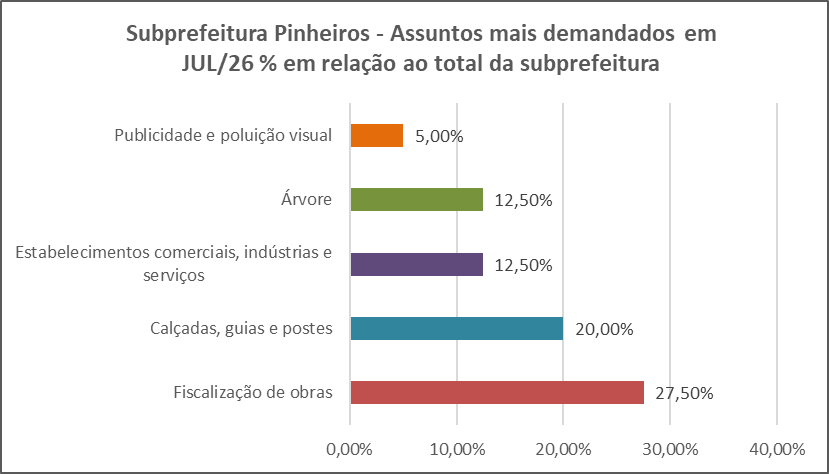 Subprefeitura Pinheiros - Assuntos mais demandados em
JUL/26 % em relação ao total da subprefeitura
Publicidade e poluição visual
5,00%
Árvore
12,50%
Estabelecimentos comerciais, indústrias e
serviços
12,50%
Calçadas, guias e postes
20,00%
Fiscalização de obras
27,50%
0,00% 10,00% 20,00% 30,00% 40,00%